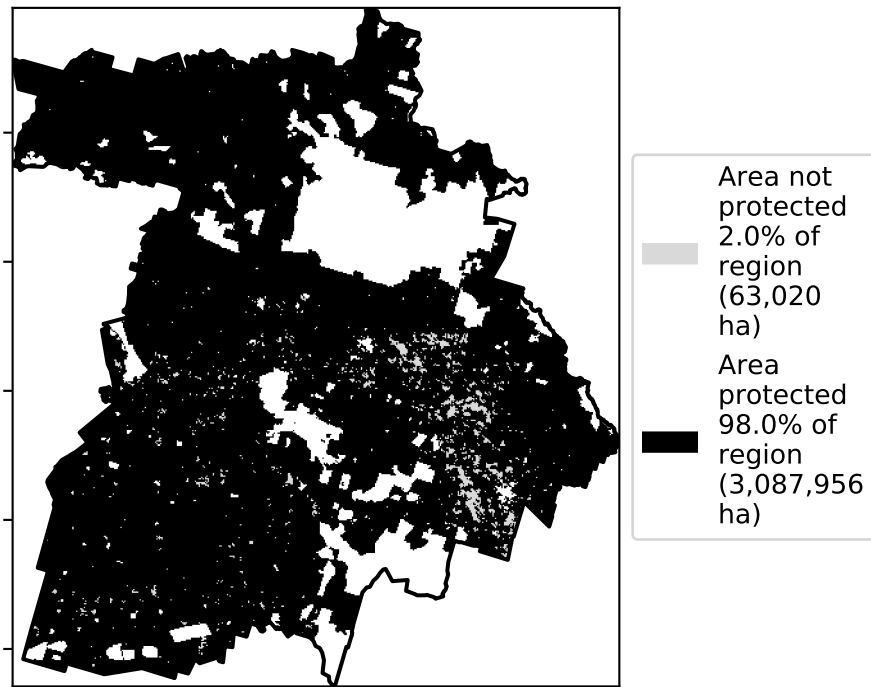 Area not
protected
2.0% of
region
(63,020
ha)
Area
protected
98.0% of
region
(3,087,956
ha)